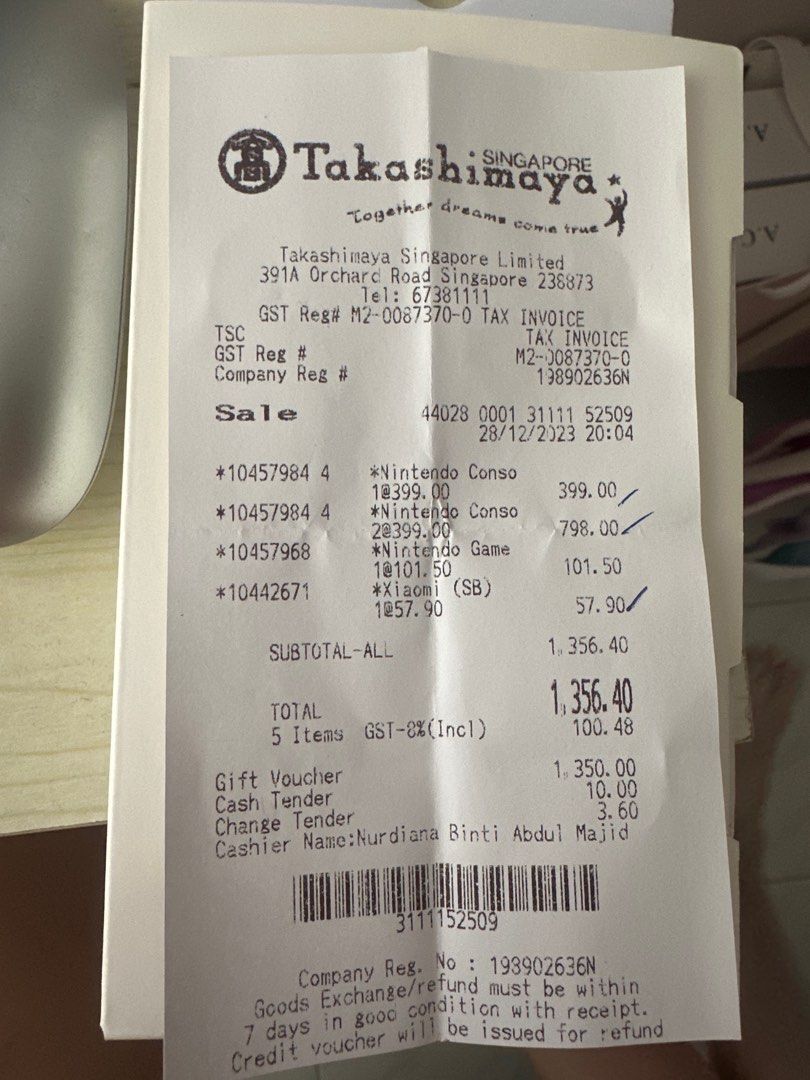 高 Takashimaya SINGAPORE
Together dreams come true
Takashimaya Singapore Limited
391A Orchard Road Singapore 238873
Tel: 67381111
GST Reg# M2-0087370-0 TAX INVOICE
TSC TAX INVOICE
GST Reg # M2-0087370-0
Company Reg # 198902636N
Sale 44028 0001 31111 52509
28/12/2023 20:04
*10457984 4 *Nintendo Conso
1@399.00 399.00
*10457984 4 *Nintendo Conso
2@399.00 798.00
*10457968 *Nintendo Game
1@101.50 101.50
*10442671 *Xiaomi (SB)
1@57.90 57.90
SUBTOTAL-ALL 1,356.40
TOTAL 1,356.40
5 Items GST-8%(Incl) 100.48
Gift Voucher 1,350.00
Cash Tender 10.00
Change Tender 3.60
Cashier Name:Nurdiana Binti Abdul Majid
3111152509
Company Reg. No : 198902636N
Goods Exchange/refund must be within
7 days in good condition with receipt.
Credit voucher will be issued for refund